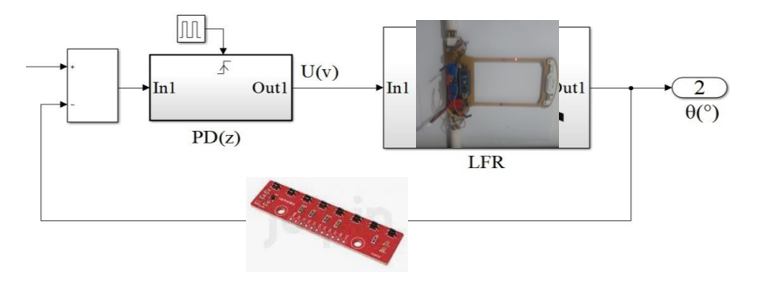 +
−
In1
Out1
PD(z)
U(v)
In1
Out1
LFR
2
θ(°)